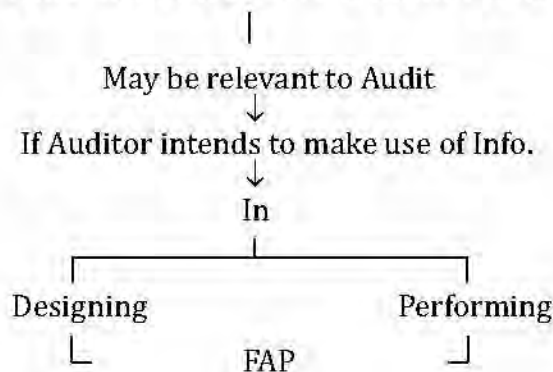 May be relevant to Audit
If Auditor intends to make use of Info.
In
Designing Performing
FAP